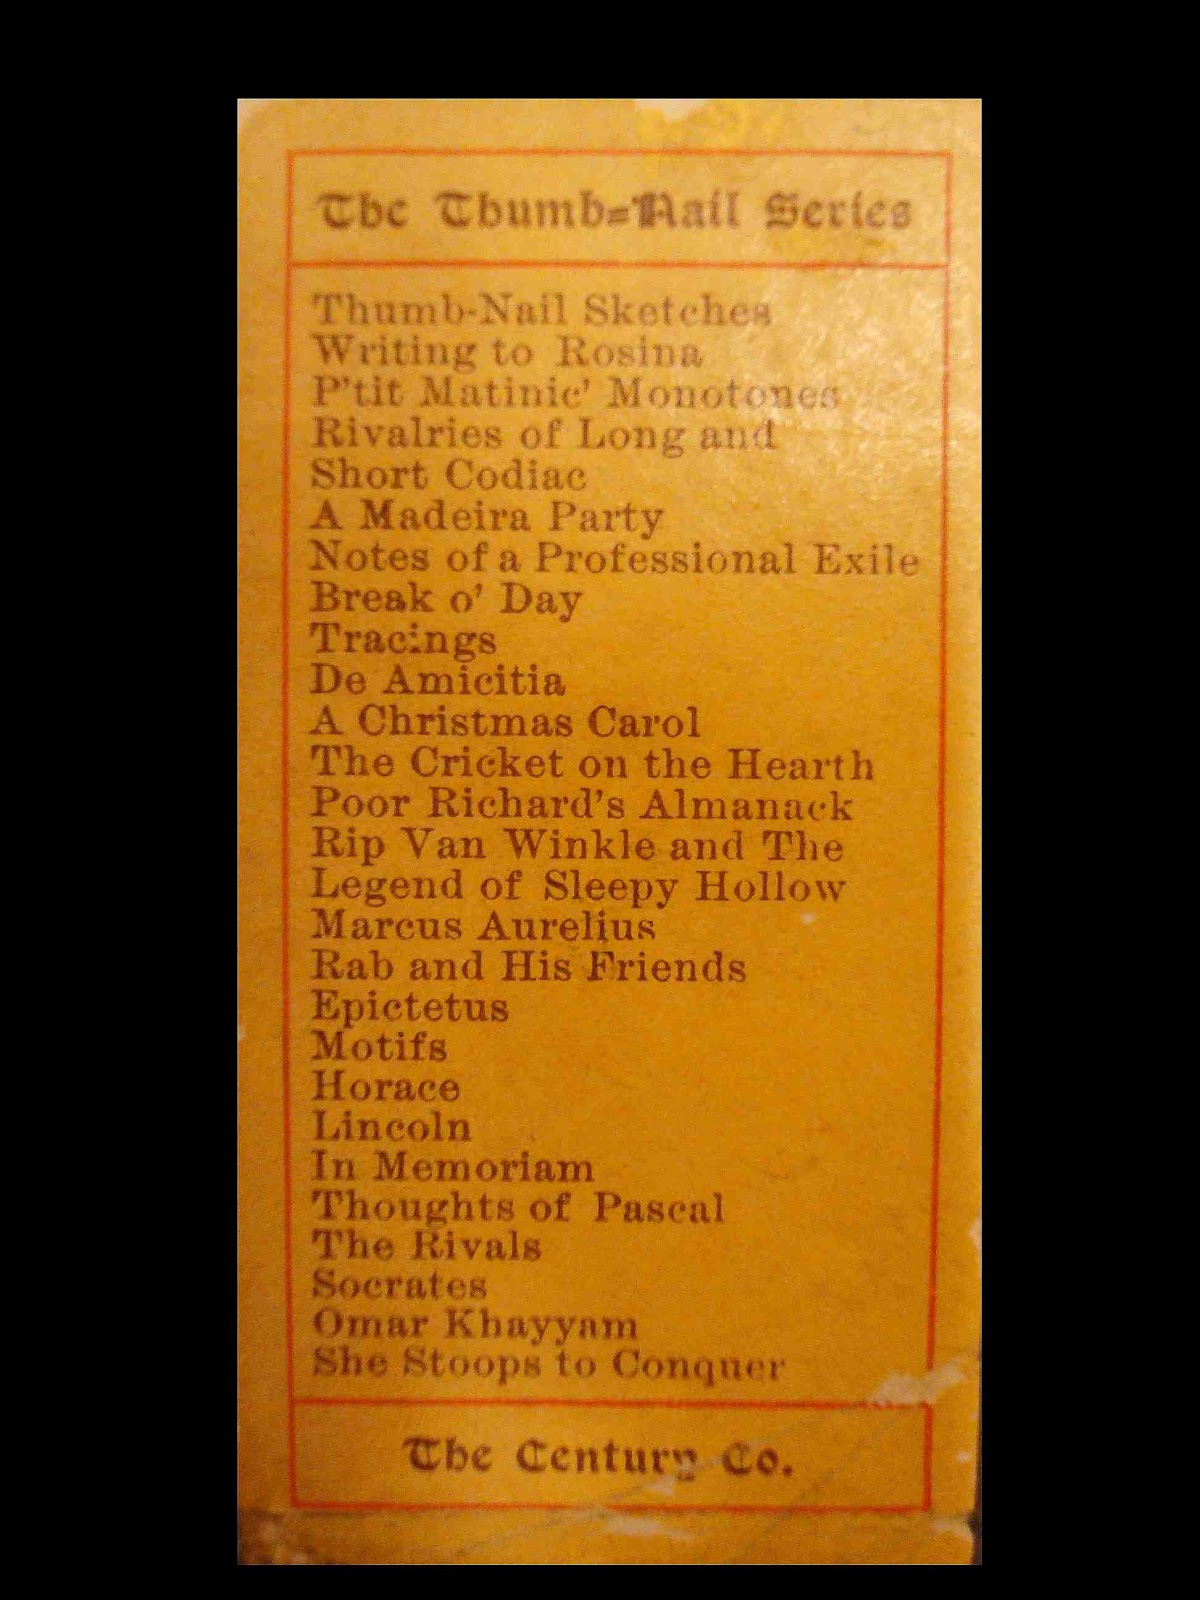 The Thumb=Nail Series
Thumb-Nail Sketches
Writing to Rosina
P'tit Matinic' Monotones
Rivalries of Long and
Short Codiac
A Madeira Party
Notes of a Professional Exile
Break o' Day
Tracings
De Amicitia
A Christmas Carol
The Cricket on the Hearth
Poor Richard's Almanack
Rip Van Winkle and The
Legend of Sleepy Hollow
Marcus Aurelius
Rab and His Friends
Epictetus
Motifs
Horace
Lincoln
In Memoriam
Thoughts of Pascal
The Rivals
Socrates
Omar Khayyam
She Stoops to Conquer
The Century Co.